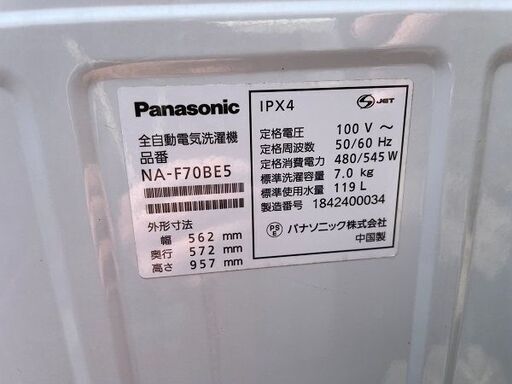 Panasonic
全自動電気洗濯機
品番
NA-F70BE5
外形寸法
幅 562 mm
奥行 572 mm
高さ 957 mm
IPX4
S JET
定格電圧 100 V ～
定格周波数 50/60 Hz
定格消費電力 480/545 W
標準洗濯容量 7.0 kg
標準使用水量 119 L
製造番号 1842400034
PS E パナソニック株式会社
中国製